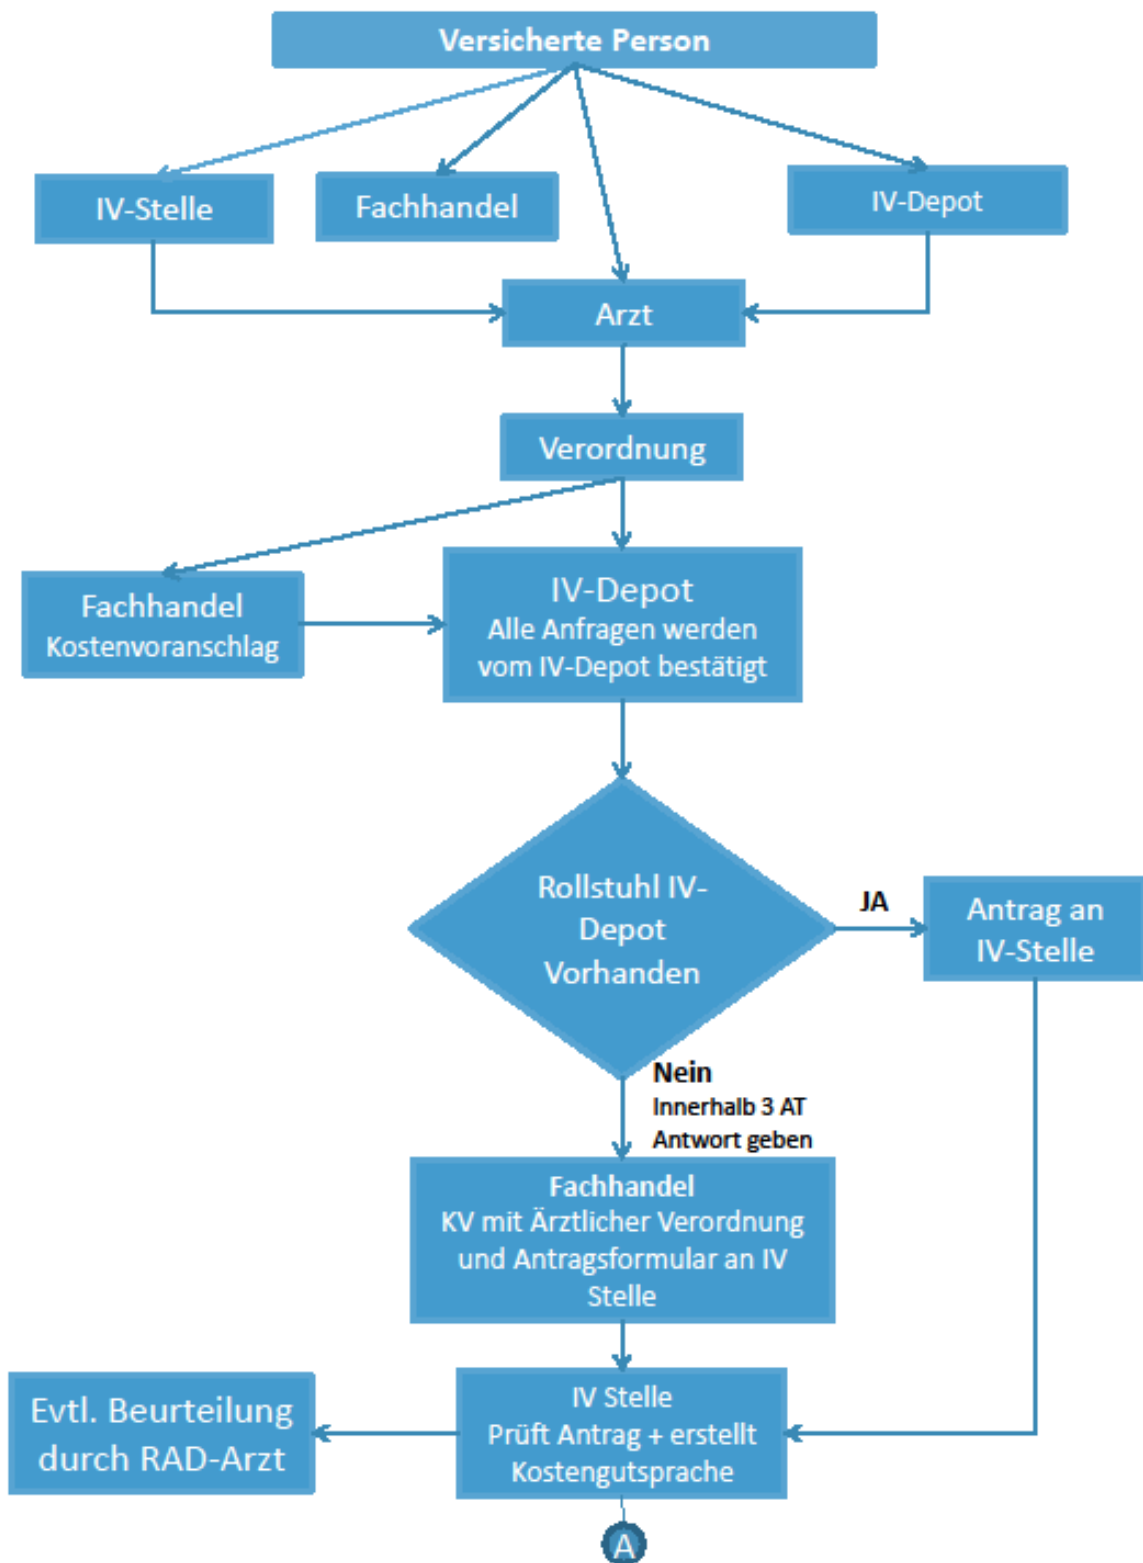 Versicherte Person
IV-Stelle
Fachhandel
IV-Depot
Arzt
Verordnung
Fachhandel
Kostenvoranschlag
IV-Depot
Alle Anfragen werden
vom IV-Depot bestätigt
Rollstuhl IV-
Depot
Vorhanden
JA
Antrag an
IV-Stelle
Nein
Innerhalb 3 AT
Antwort geben
Fachhandel
KV mit Ärztlicher Verordnung
und Antragsformular an IV
Stelle
Evtl. Beurteilung
durch RAD-Arzt
IV Stelle
Prüft Antrag + erstellt
Kostengutsprache
A